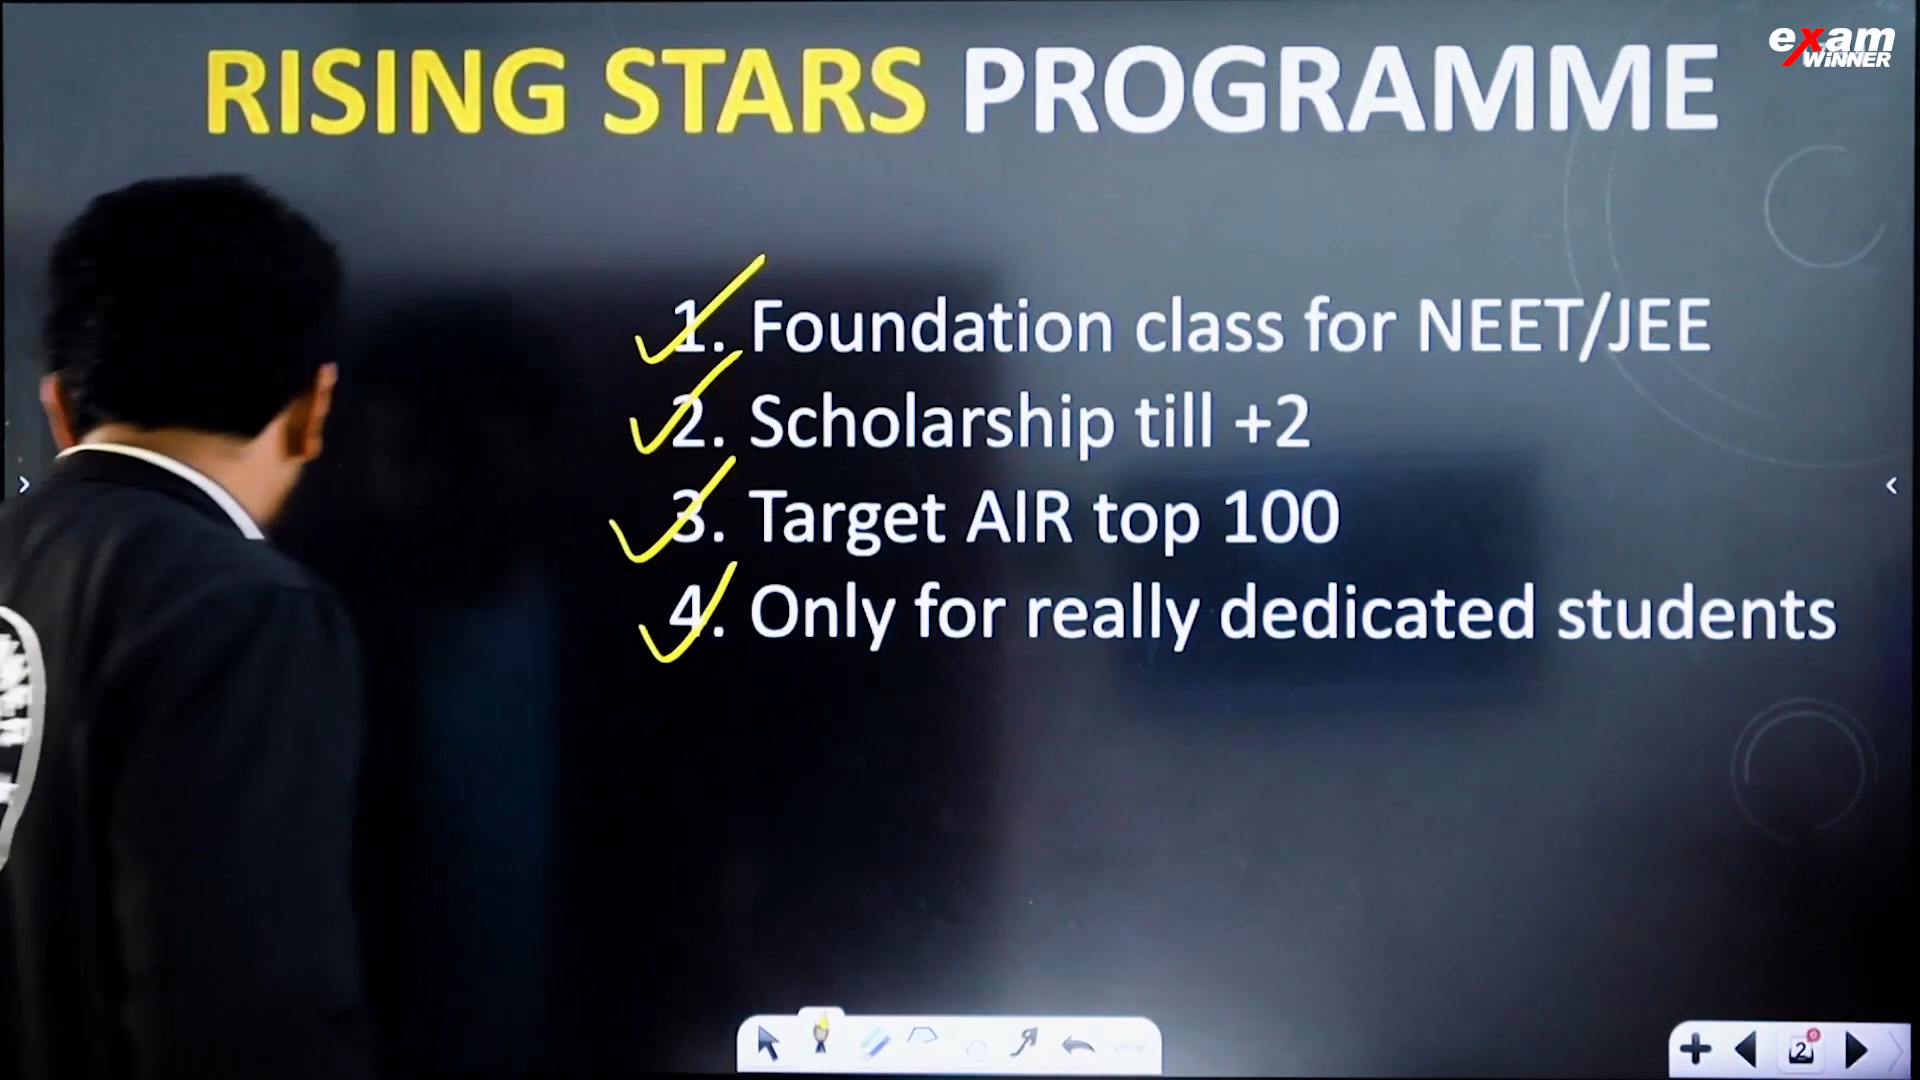 exam
WiNNER
RISING STARS PROGRAMME
1. Foundation class for NEET/JEE
2. Scholarship till +2
3. Target AIR top 100
4. Only for really dedicated students
2